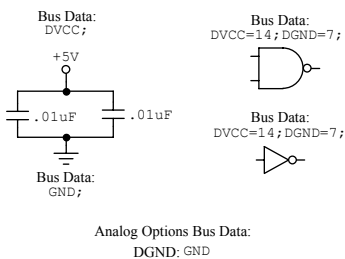 Bus Data:
DVCC;
+5V
.01uF
.01uF
Bus Data:
GND;
Bus Data:
DVCC=14;DGND=7;
Bus Data:
DVCC=14;DGND=7;
Analog Options Bus Data:
DGND: GND